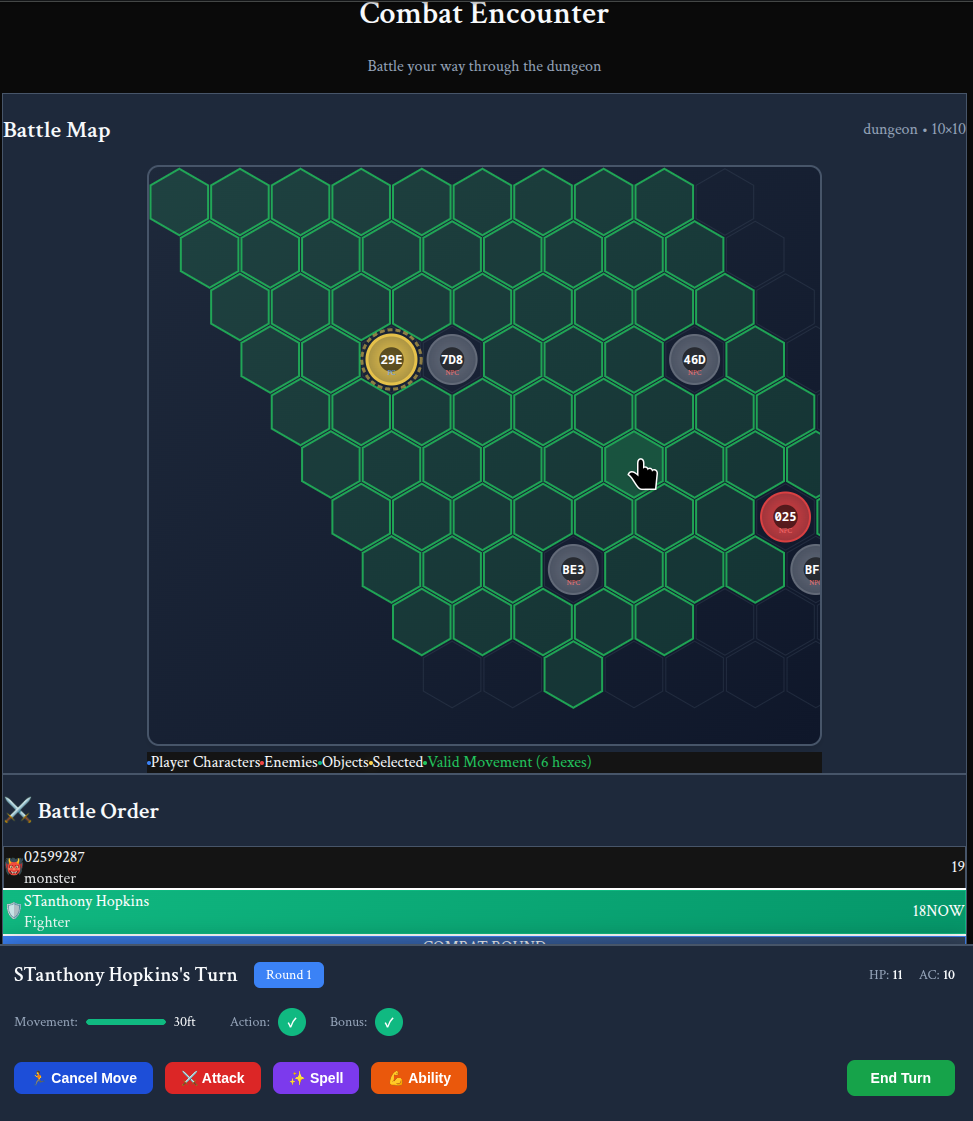 Combat Encounter
Battle your way through the dungeon
Battle Map
dungeon • 10×10
29E
7D8
NPC
46D
NPC
025
NPC
BE3
NPC
BF
Player Characters Enemies Objects Selected Valid Movement (6 hexes)
⚔️ Battle Order
02599287
monster
19
STanthony Hopkins
Fighter
18NOW
COMBAT ROUND
STanthony Hopkins's Turn
Round 1
HP: 11 AC: 10
Movement: 30ft Action: ✓ Bonus: ✓
Cancel Move
Attack
Spell
Ability
End Turn